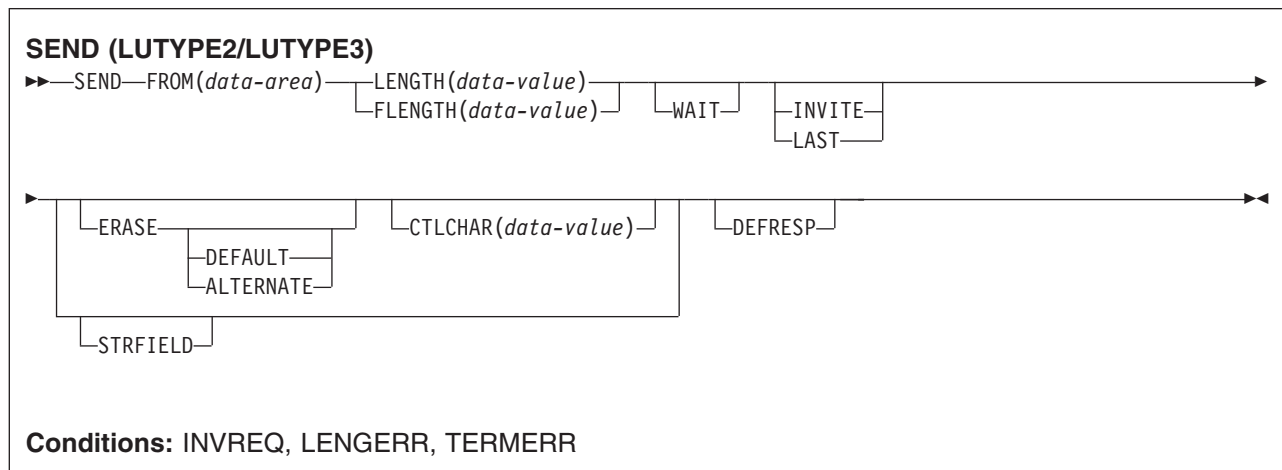 SEND (LUTYPE2/LUTYPE3)
SEND FROM(data-area) LENGTH(data-value)
FLENGTH(data-value) WAIT INVITE
LAST
ERASE CTLCHAR(data-value) DEFRESP
DEFAULT
ALTERNATE
STRFIELD
Conditions: INVREQ, LENGERR, TERMERR